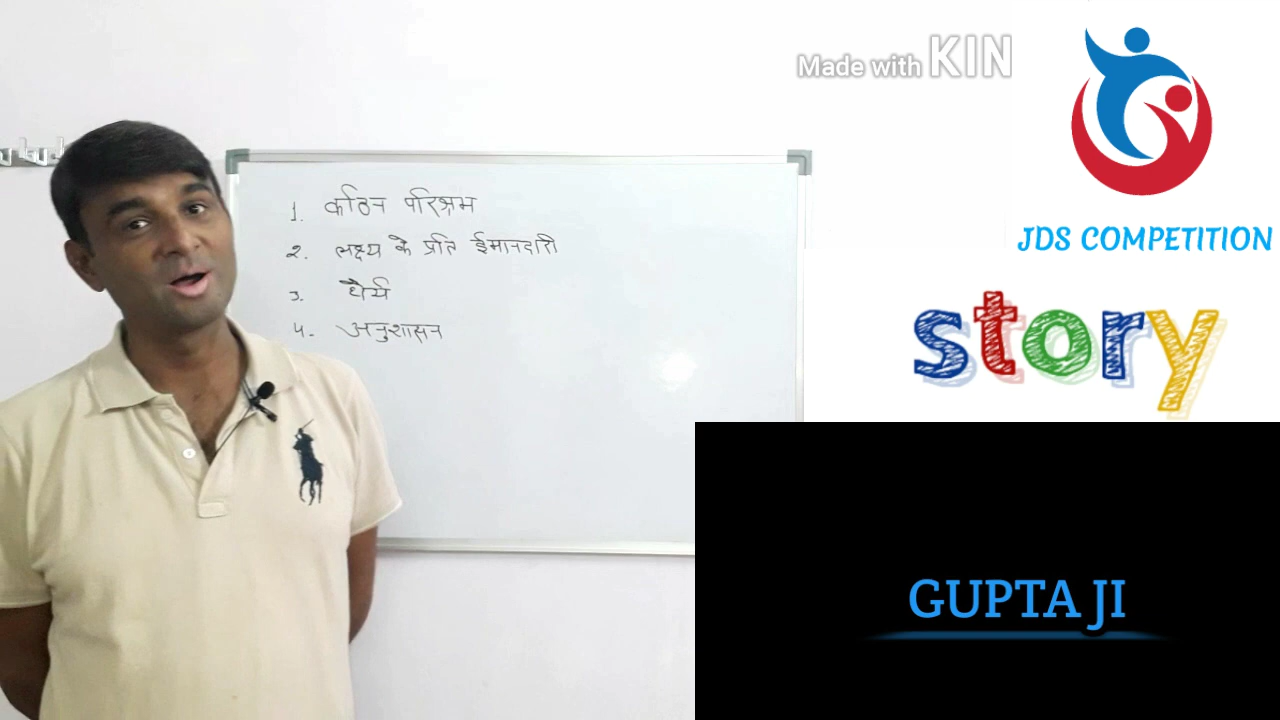 Made with KIN
1. कठिन परिश्रम
2. लक्ष्य के प्रति ईमानदारी
3. धैर्य
4. अनुशासन
JDS COMPETITION
story
GUPTA JI